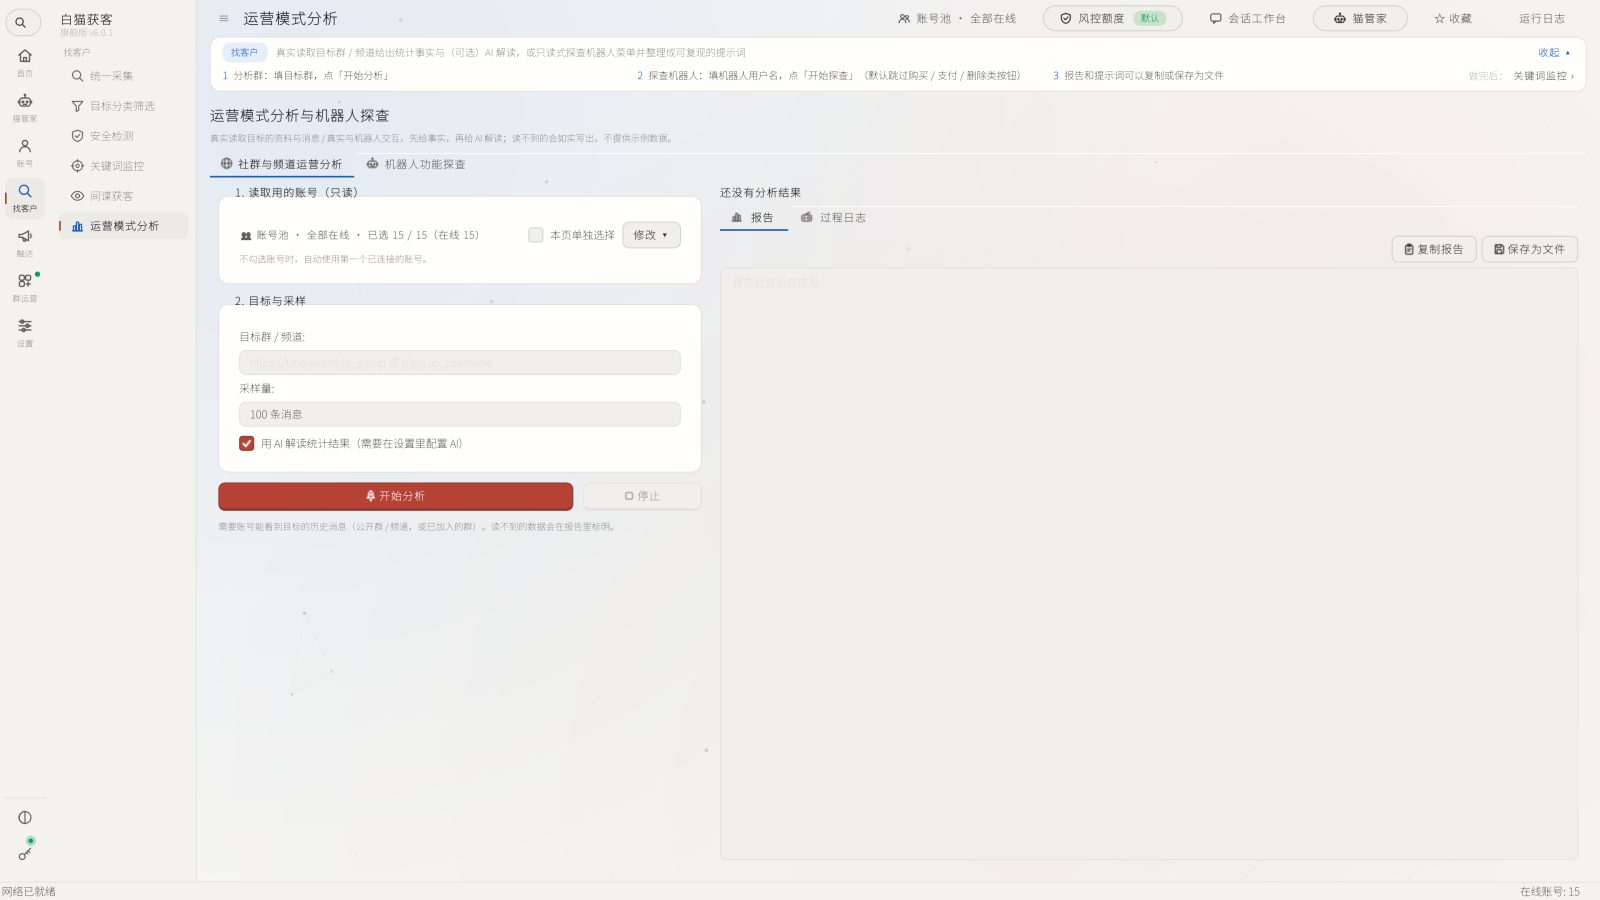 白猫获客
旗舰版 v6.0.1
首页
猫管家
账号
找客户
触达
群运营
设置
找客户
统一采集
目标分类筛选
安全检测
关键词监控
间谍获客
运营模式分析
运营模式分析
账号池 · 全部在线
风控额度 默认
会话工作台
猫管家
☆ 收藏
运行日志
找客户 真实读取目标群 / 频道给出统计事实与（可选）AI 解读，或只读式探查机器人菜单并整理成可复现的提示词
收起
1 分析群：填目标群，点「开始分析」
2 探查机器人：填机器人用户名，点「开始探查」（默认跳过购买 / 支付 / 删除类按钮）
3 报告和提示词可以复制或保存为文件
做完后： 关键词监控 ›
运营模式分析与机器人探查
真实读取目标的资料与消息 / 真实与机器人交互，先给事实，再给 AI 解读；读不到的会如实写出，不提供示例数据。
社群与频道运营分析
机器人功能探查
1. 读取用的账号（只读）
账号池 · 全部在线 · 已选 15 / 15（在线 15）
本页单独选择
修改
不勾选账号时，自动使用第一个已连接的账号。
2. 目标与采样
目标群 / 频道:
https://t.me/example_group 或 @group_username
采样量:
100 条消息
用 AI 解读统计结果（需要在设置里配置 AI）
开始分析
停止
需要账号能看到目标的历史消息（公开群 / 频道，或已加入的群）。读不到的数据会在报告里标明。
还没有分析结果
报告
过程日志
复制报告
保存为文件
报告会显示在这里
网络已就绪
在线账号: 15